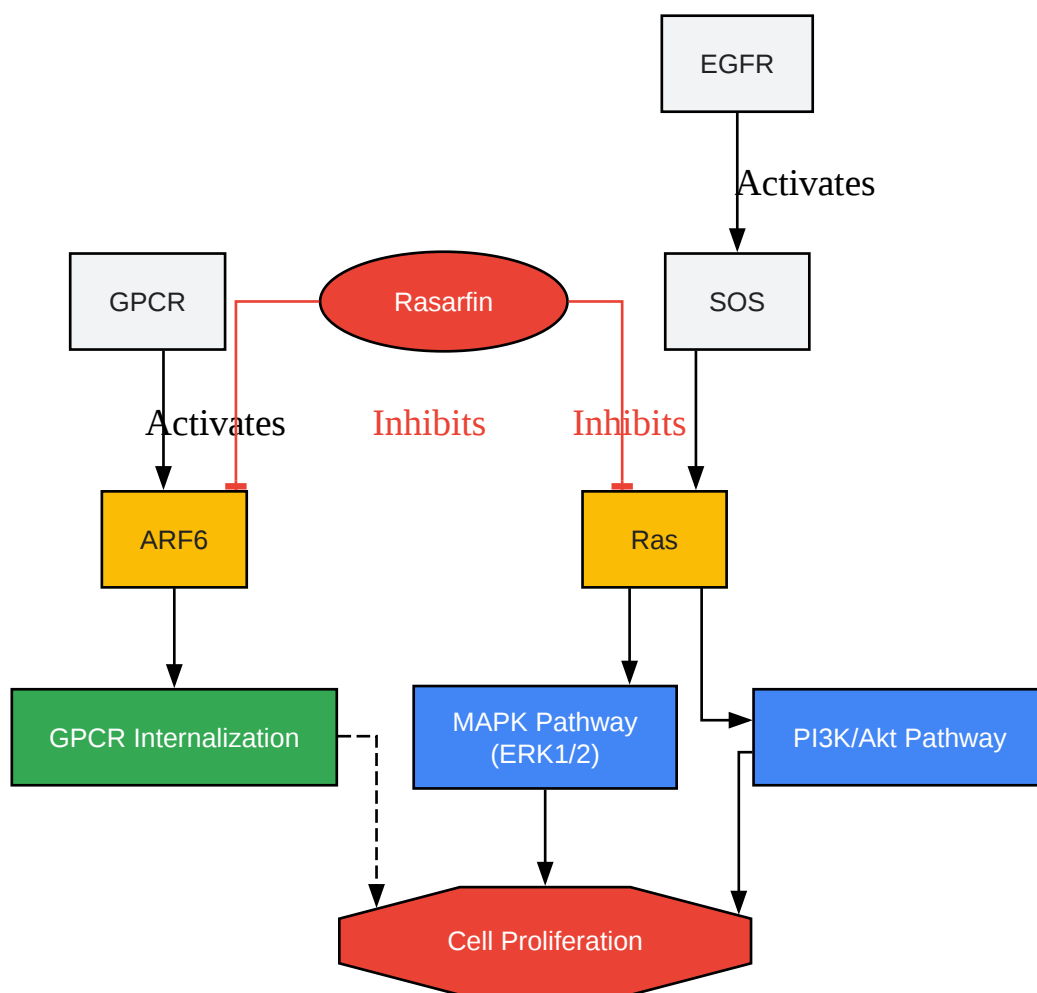 EGFR
Activates
GPCR
Rasarfin
SOS
Activates
Inhibits
Inhibits
ARF6
Ras
GPCR Internalization
MAPK Pathway
(ERK1/2)
PI3K/Akt Pathway
Cell Proliferation